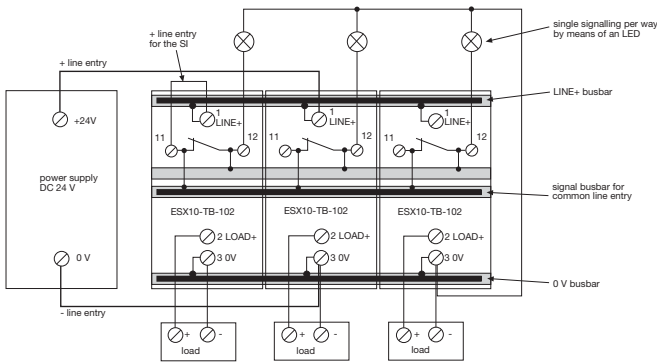 single signalling per way
by means of an LED
+ line entry
for the SI
+ line entry
LINE+ busbar
+24V
1
LINE+
1
LINE+
1
LINE+
11
12
11
12
11
12
power supply
DC 24 V
signal busbar for
common line entry
ESX10-TB-102
ESX10-TB-102
ESX10-TB-102
2 LOAD+
2 LOAD+
2 LOAD+
0 V
3 0V
3 0V
3 0V
0 V busbar
- line entry
+ -
+ -
+ -
load
load
load